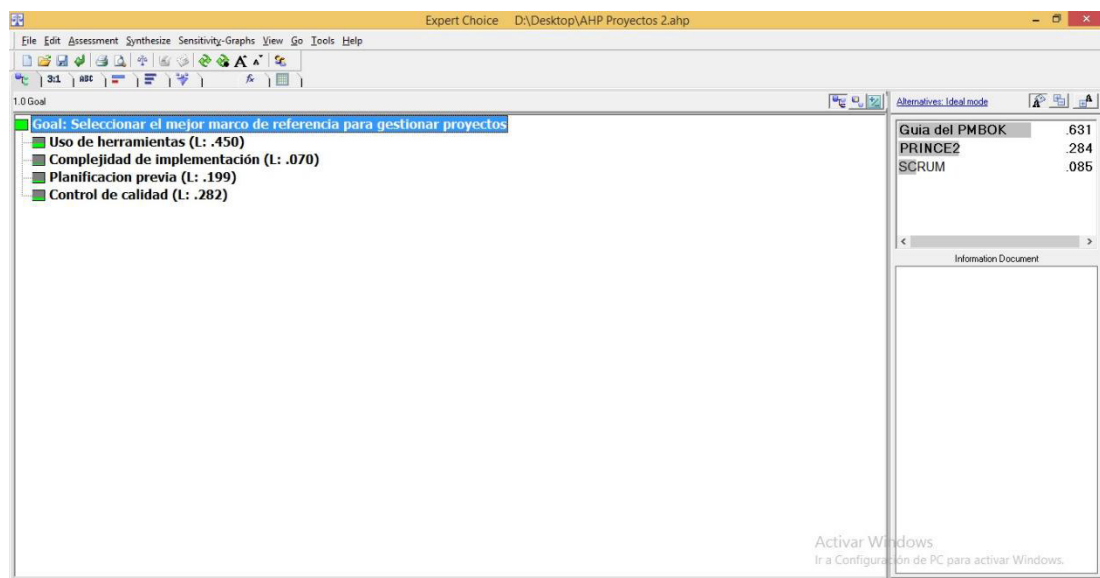 Expert Choice D:\Desktop\AHP Proyectos 2.ahp
File Edit Assessment Synthesize Sensitivity-Graphs View Go Tools Help
3:1 ABC
1.0 Goal
Goal: Seleccionar el mejor marco de referencia para gestionar proyectos
Uso de herramientas (L: .450)
Complejidad de implementación (L: .070)
Planificacion previa (L: .199)
Control de calidad (L: .282)
Alternatives: Ideal mode
Guia del PMBOK .631
PRINCE2 .284
SCRUM .085
Information Document
Activar Windows
Ir a Configuración de PC para activar Windows.